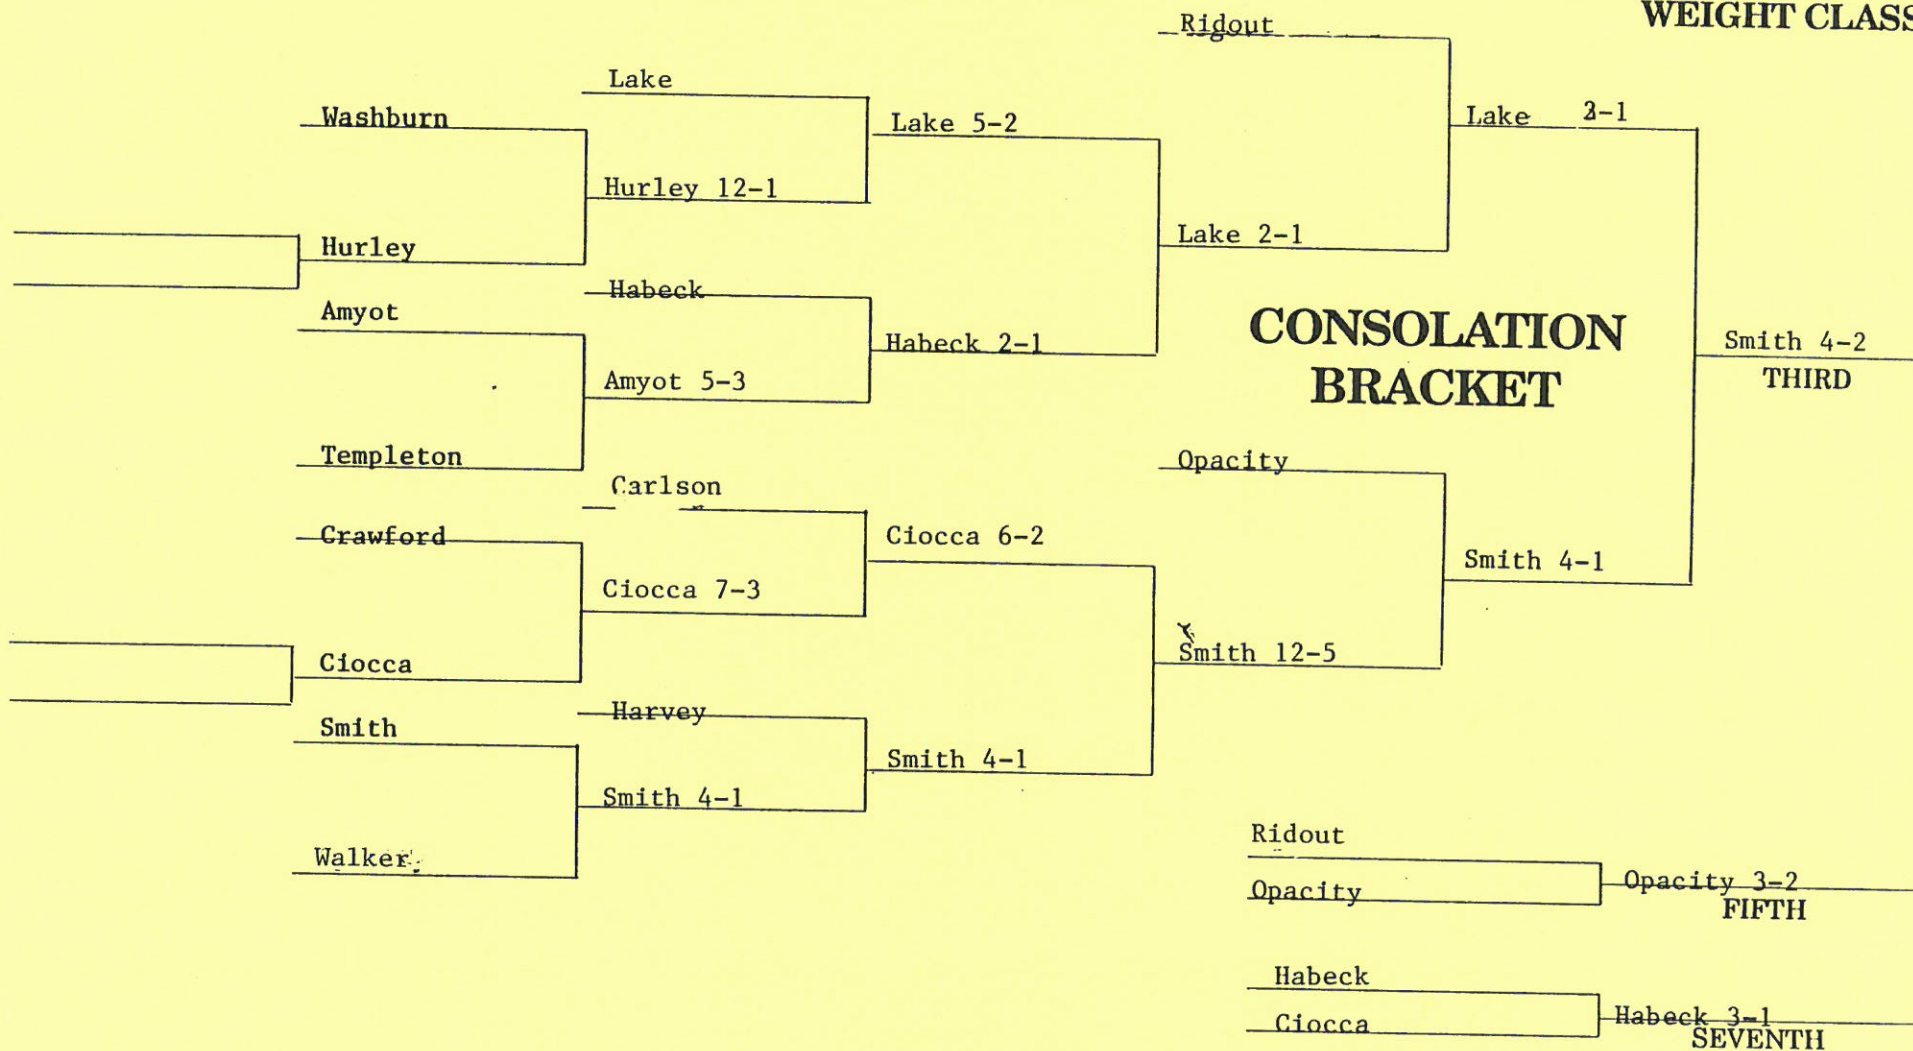 WEIGHT CLASS
Ridout
Lake
Washburn
Lake 5-2
Lake 3-1
Hurley 12-1
Hurley
Lake 2-1
Habeck
Amyot
CONSOLATION
BRACKET
Habeck 2-1
Smith 4-2
THIRD
Amyot 5-3
Templeton
Opacity
Carlson
Crawford
Ciocca 6-2
Smith 4-1
Ciocca 7-3
Ciocca
Smith 12-5
Harvey
Smith
Smith 4-1
Smith 4-1
Walker
Ridout
Opacity
Opacity 3-2
FIFTH
Habeck
Ciocca
Habeck 3-1
SEVENTH